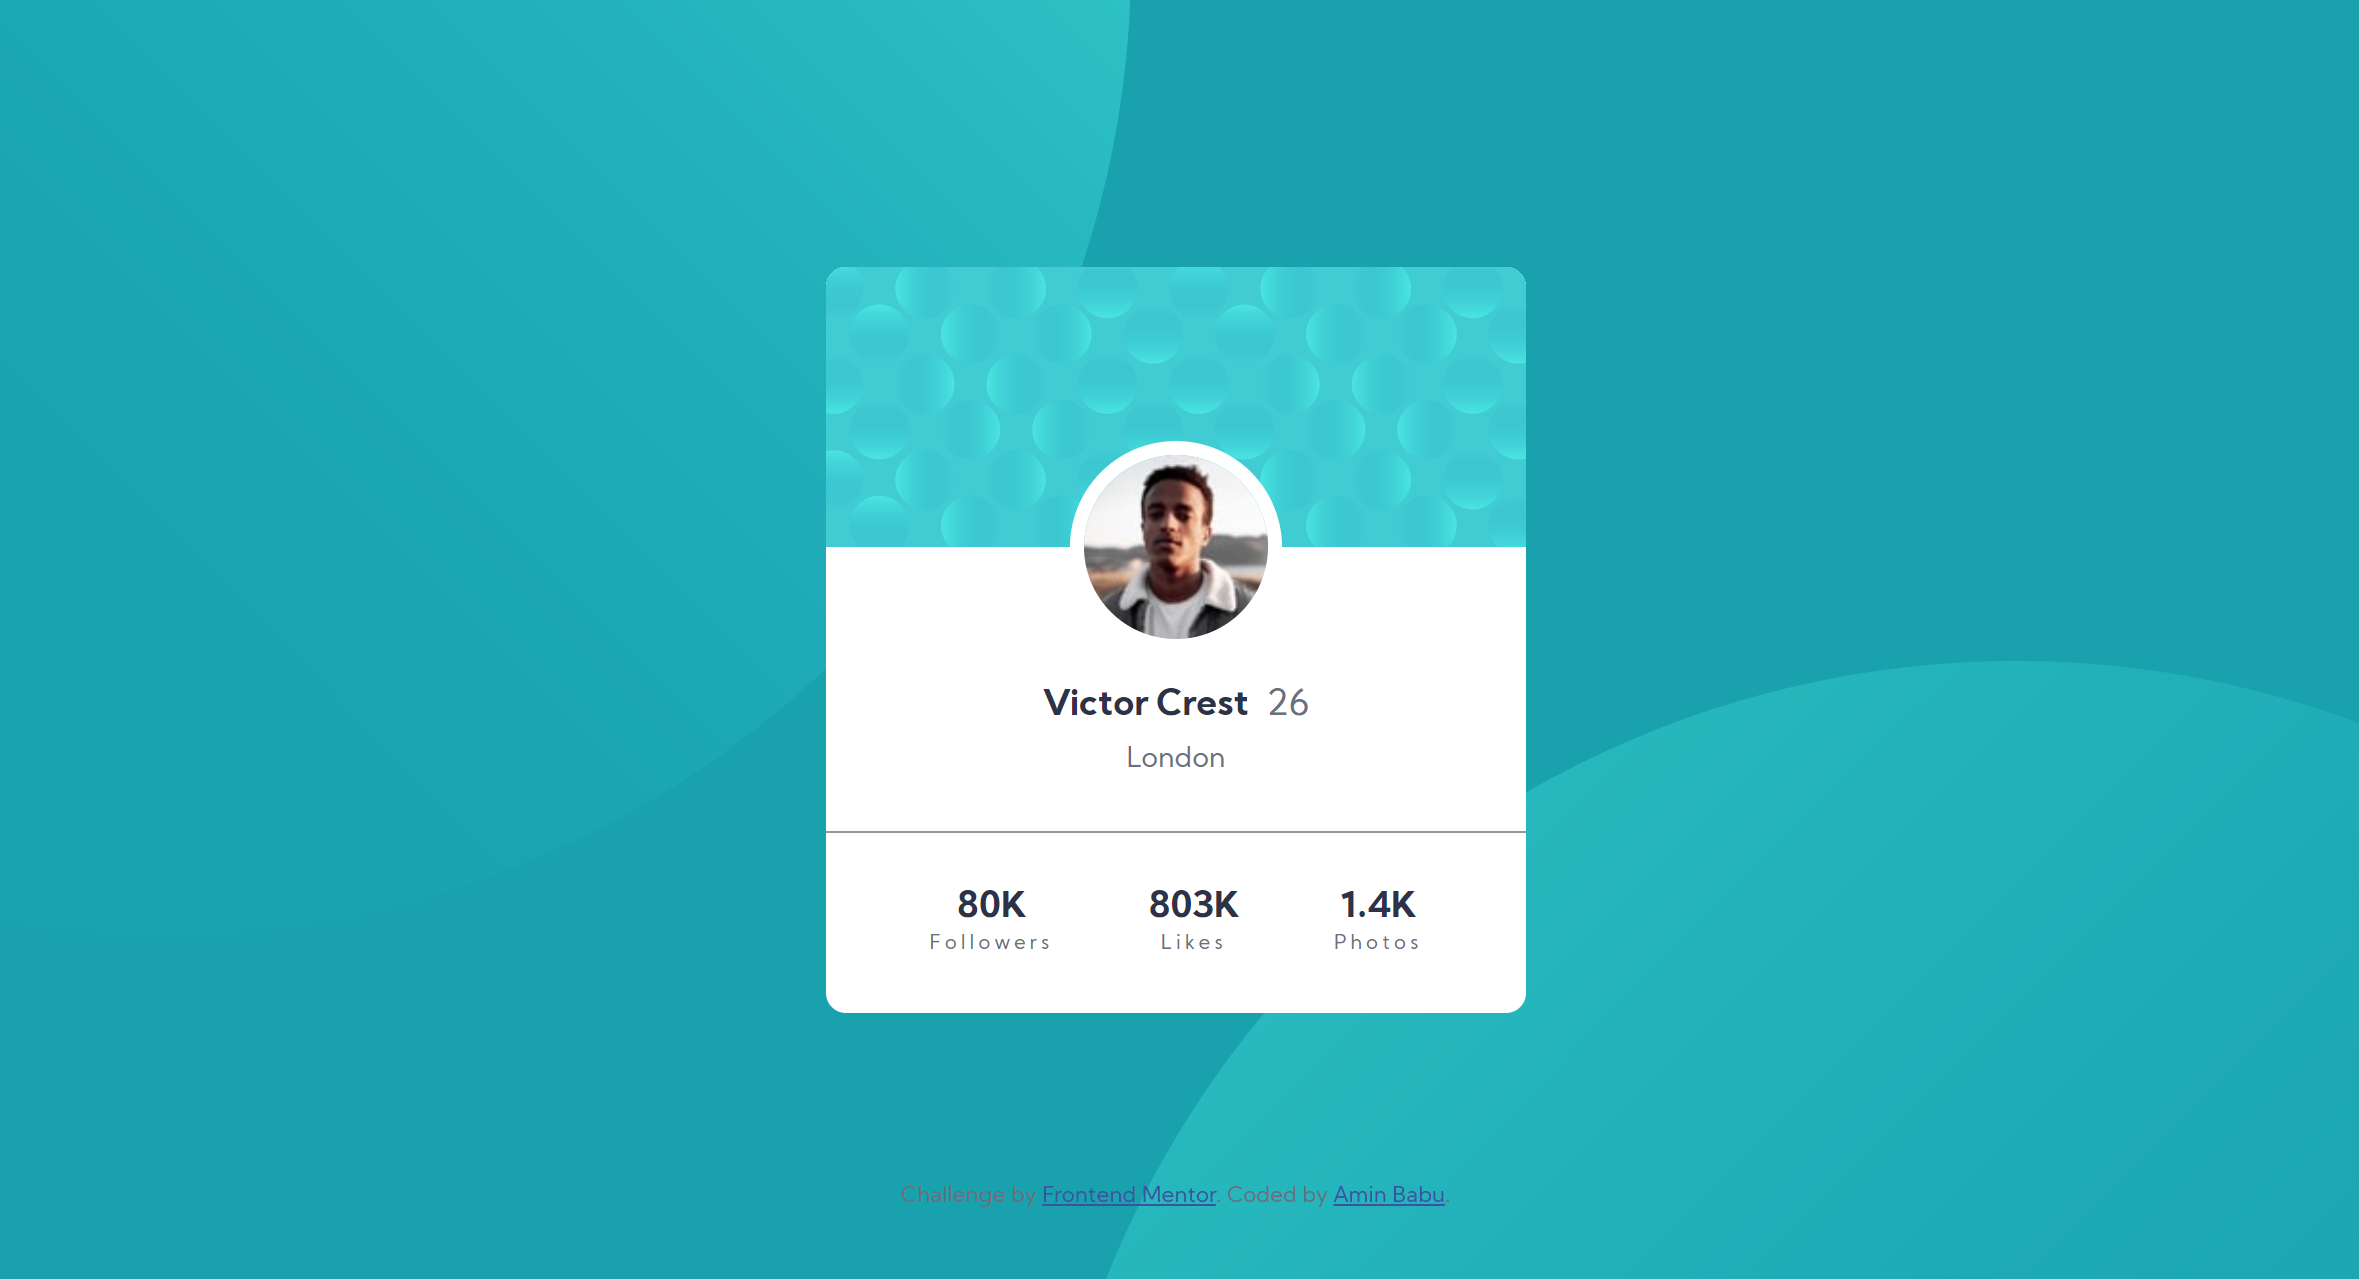 Victor Crest 26
London
80K 803K 1.4K
Followers Likes Photos
Challenge by Frontend Mentor. Coded by Amin Babu.